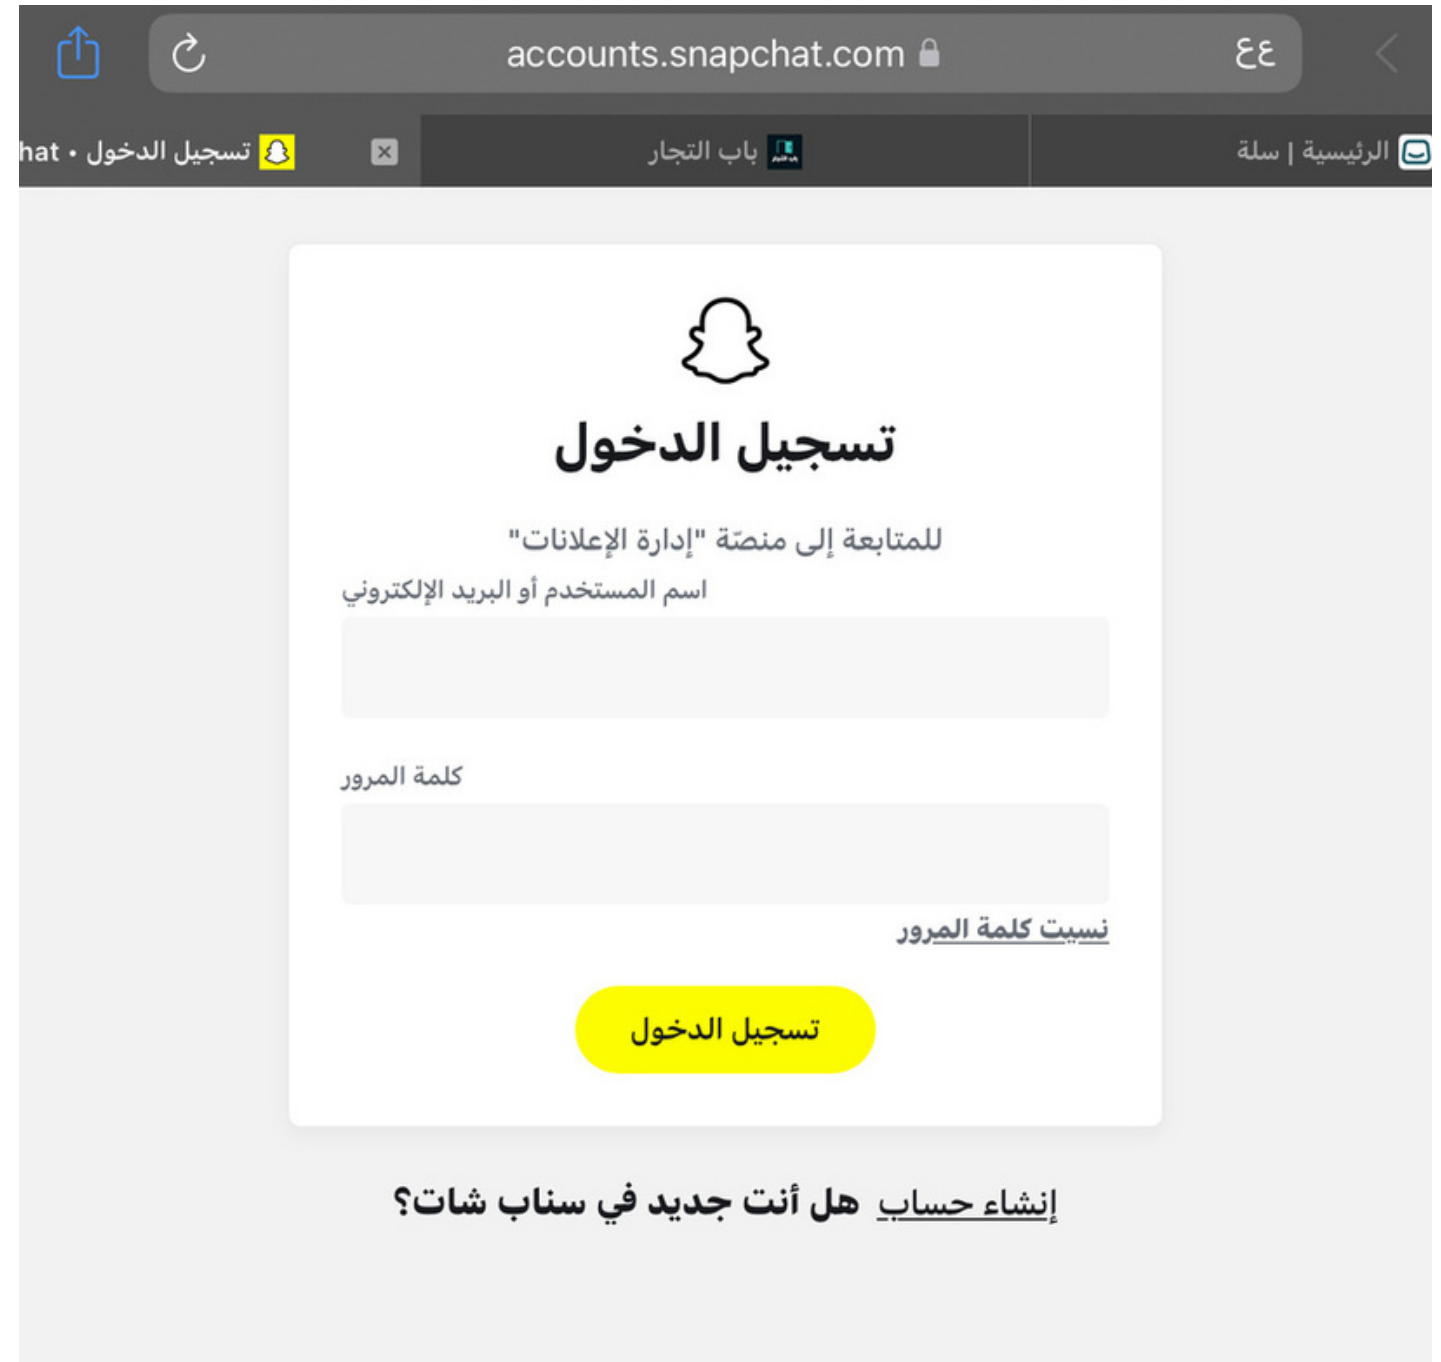 accounts.snapchat.com
عع
الرئيسية | سلة
باب التجار
تسجيل الدخول • hat
تسجيل الدخول
للمتابعة إلى منصّة "إدارة الإعلانات"
اسم المستخدم أو البريد الإلكتروني
كلمة المرور
نسيت كلمة المرور
تسجيل الدخول
هل أنت جديد في سناب شات؟ إنشاء حساب